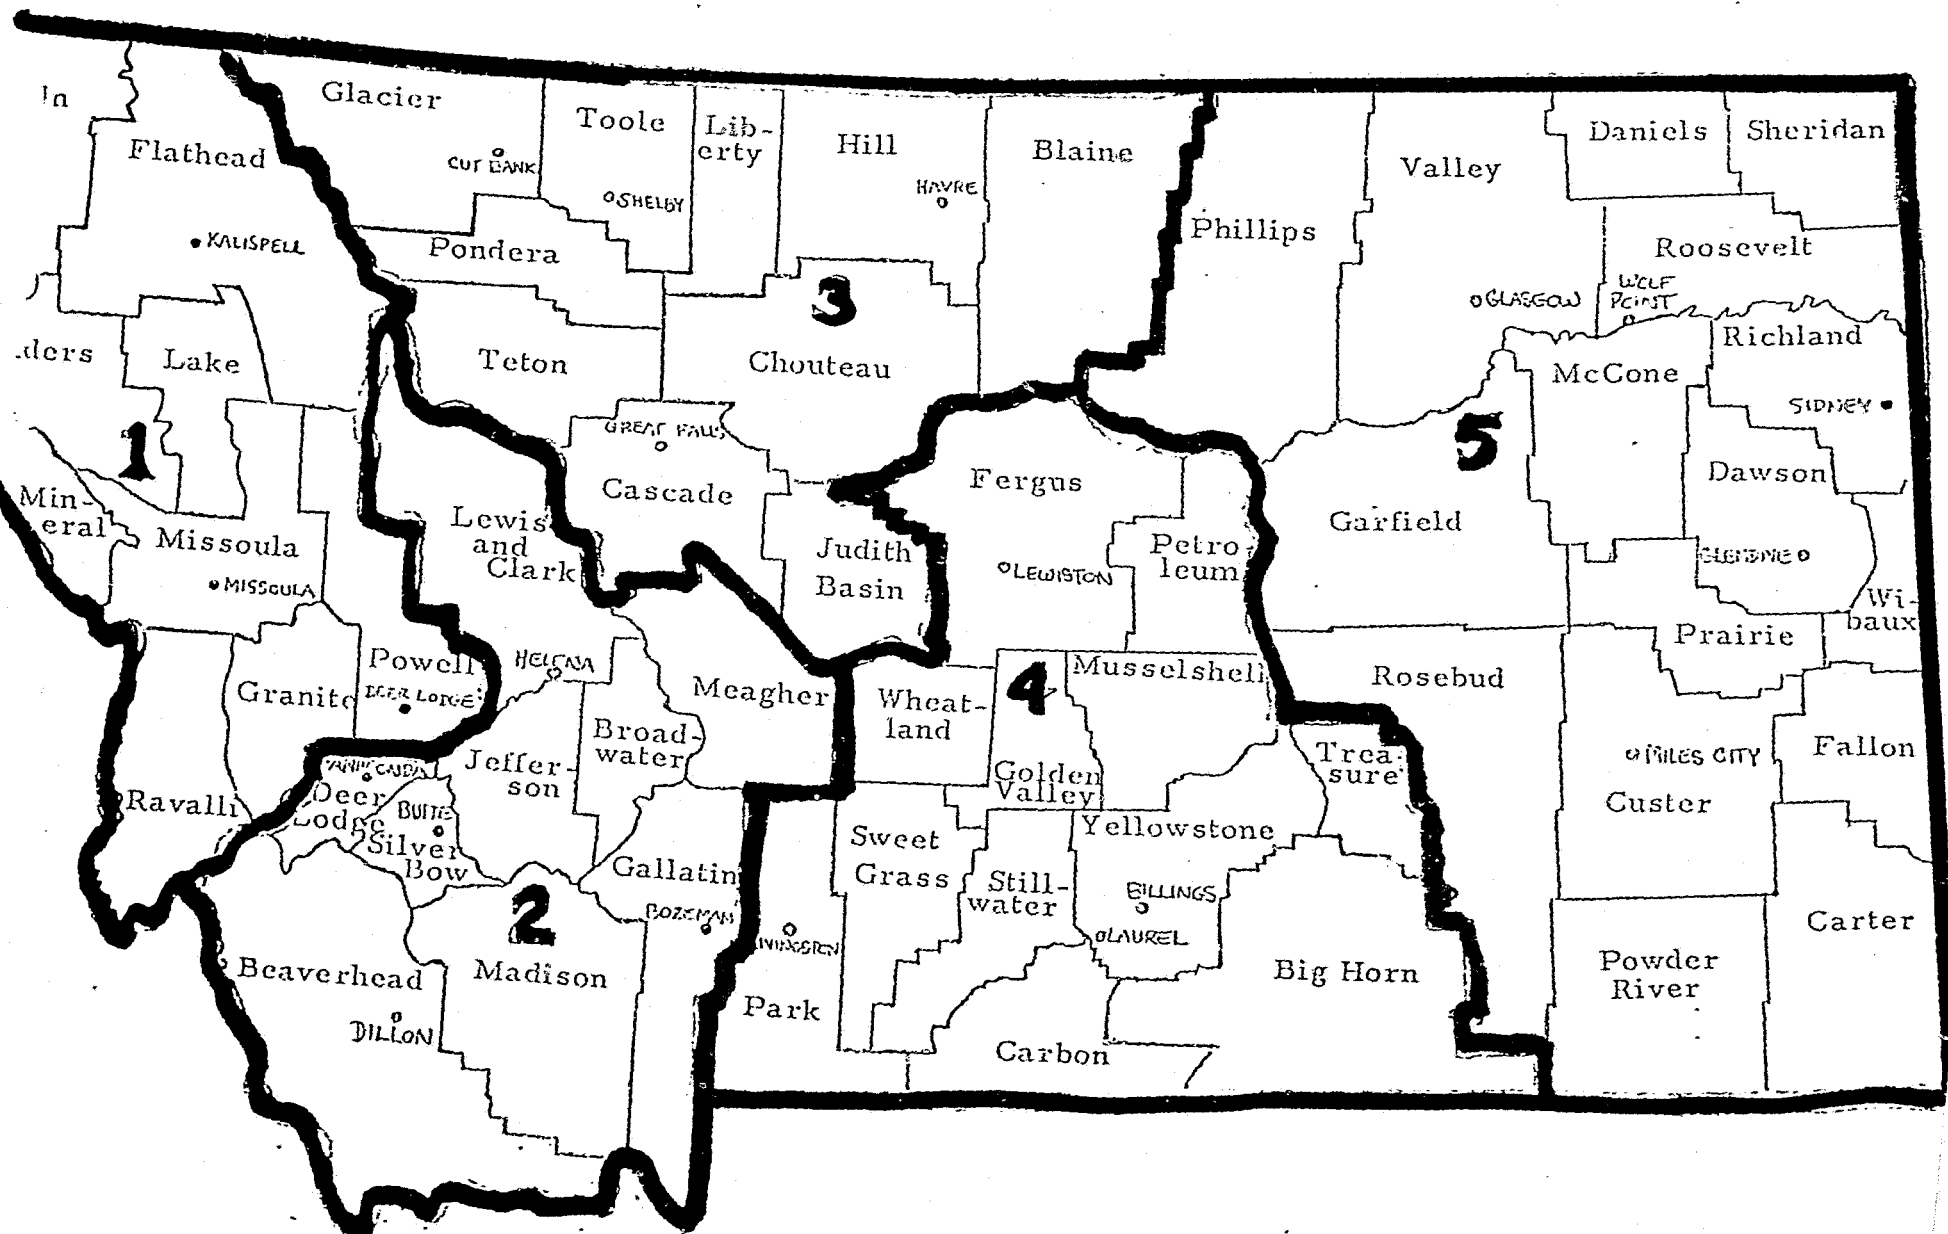 Glacier
Toole
Lib-
erty
Hill
Blaine
Daniels
Sheridan
Valley
Flathead
CUT BANK
SHELBY
HAVRE
Phillips
KALISPELL
Pondera
Roosevelt
GLASGOW
WOLF
POINT
3
Richland
Lake
Teton
Chouteau
McCone
SIDNEY
1
GREAT FALLS
5
Cascade
Fergus
Dawson
Min-
eral
Missoula
Lewis
and
Clark
Judith
Basin
Petro
leum
Garfield
MISSOULA
LEWISTON
Wi-
baux
Prairie
Powell
HELENA
Granite
DEER LODGE
Meagher
Wheat-
land
4
Musselshell
Rosebud
Broad-
water
Jeffer-
son
Golden
Valley
Trea-
sure
MILES CITY
Fallon
Ravalli
Deer
Lodge
BUTTE
Silver
Bow
Custer
Sweet
Grass
Yellowstone
Gallatin
Still-
water
BILLINGS
2
BOZEMAN
LAUREL
Carter
Beaverhead
Madison
Park
Big Horn
Powder
River
DILLON
Carbon